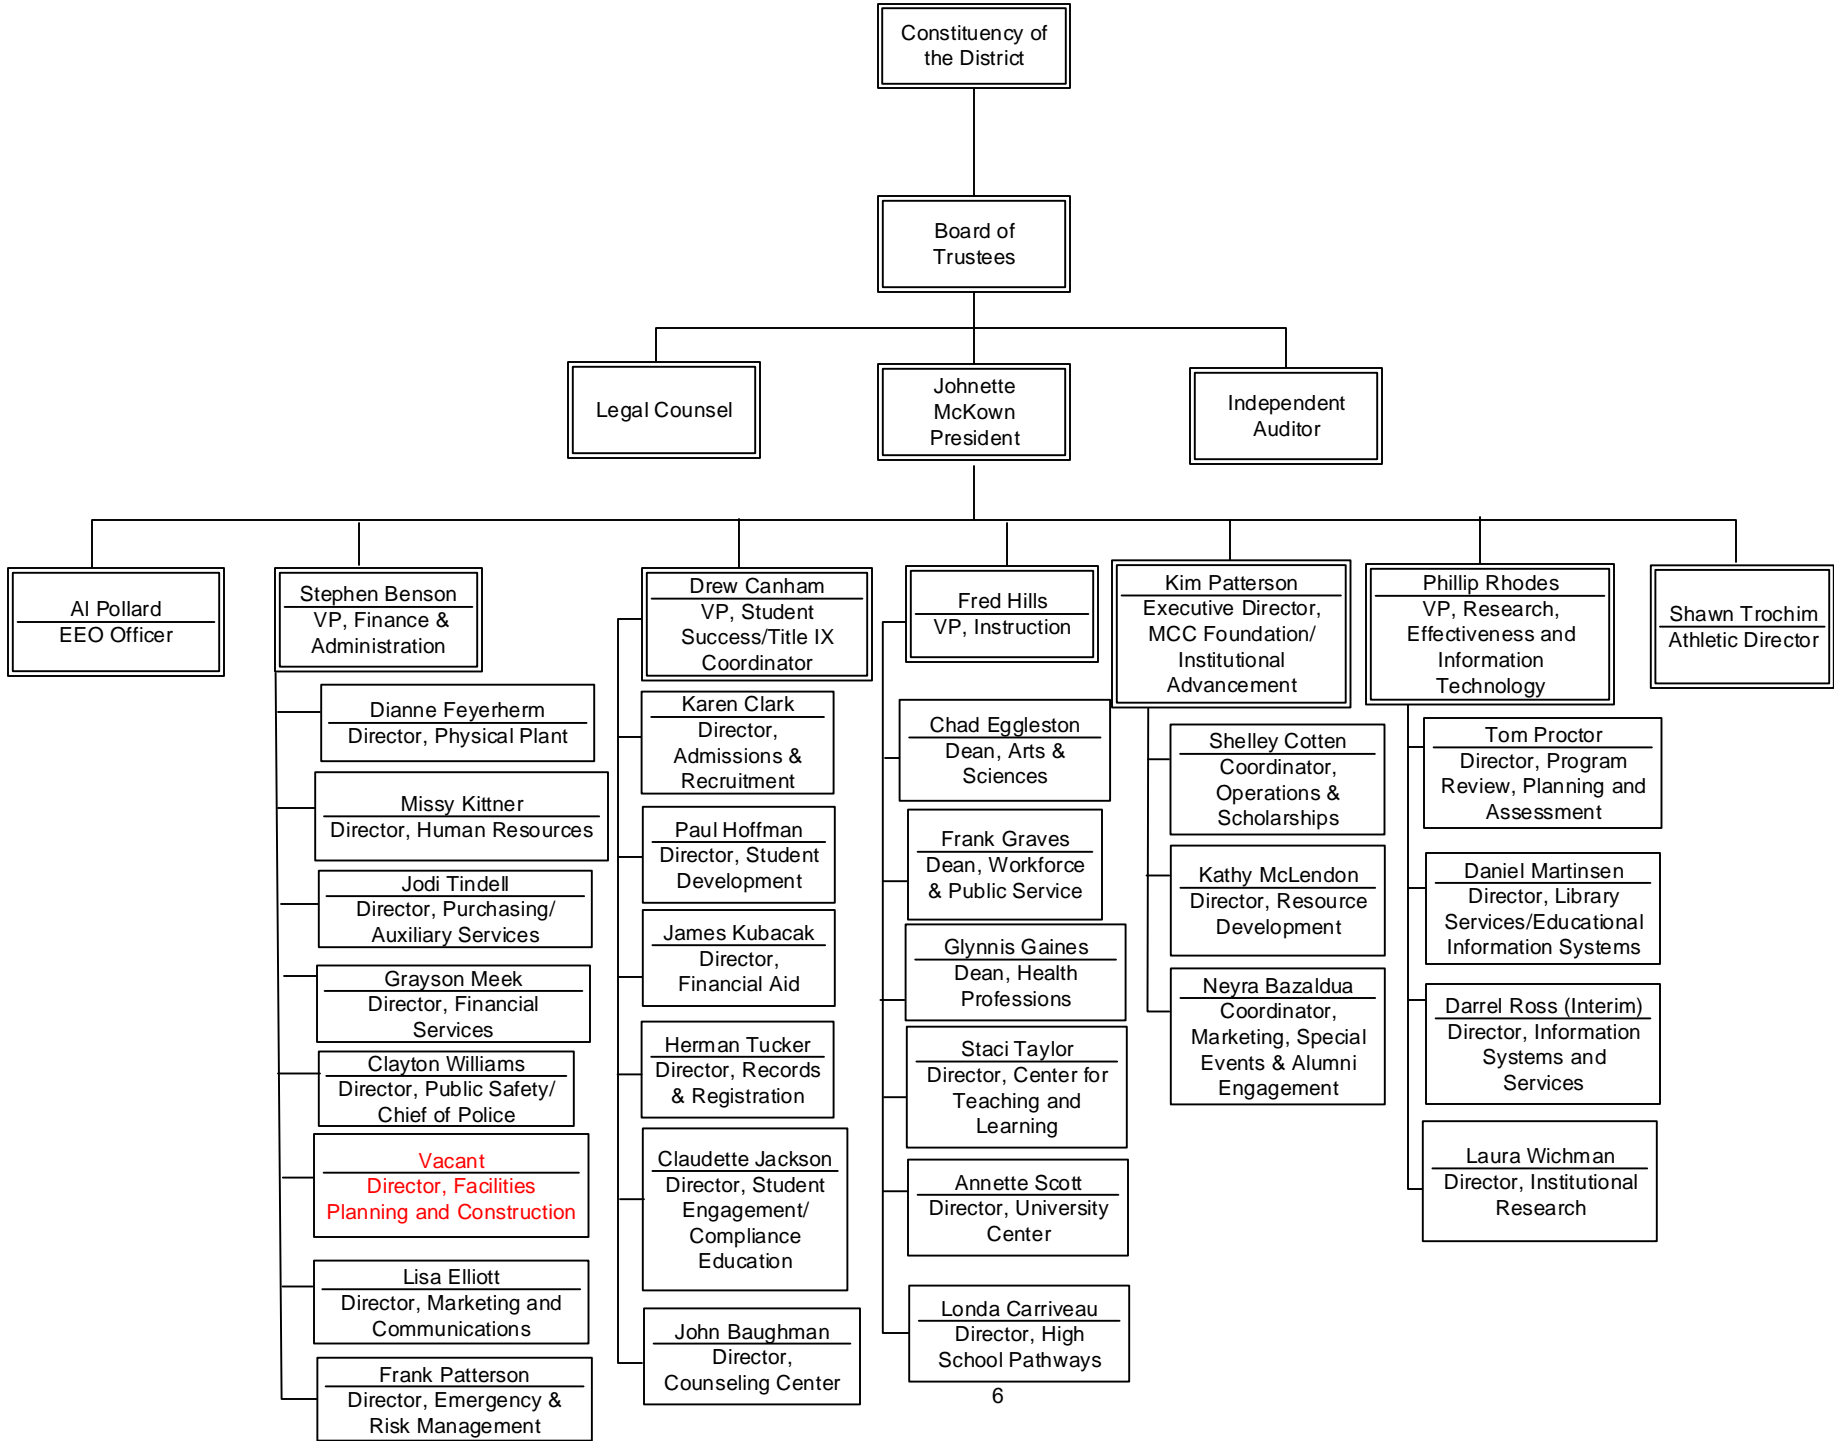 Constituency of
the District
Board of
Trustees
Legal Counsel
Johnette
McKown
President
Independent
Auditor
Al Pollard
EEO Officer
Stephen Benson
VP, Finance &
Administration
Dianne Feyerherm
Director, Physical Plant
Missy Kittner
Director, Human Resources
Jodi Tindell
Director, Purchasing/
Auxiliary Services
Grayson Meek
Director, Financial
Services
Clayton Williams
Director, Public Safety/
Chief of Police
Vacant
Director, Facilities
Planning and Construction
Lisa Elliott
Director, Marketing and
Communications
Frank Patterson
Director, Emergency &
Risk Management
Drew Canham
VP, Student
Success/Title IX
Coordinator
Karen Clark
Director,
Admissions &
Recruitment
Paul Hoffman
Director, Student
Development
James Kubacak
Director,
Financial Aid
Herman Tucker
Director, Records
& Registration
Claudette Jackson
Director, Student
Engagement/
Compliance
Education
John Baughman
Director,
Counseling Center
Fred Hills
VP, Instruction
Chad Eggleston
Dean, Arts &
Sciences
Frank Graves
Dean, Workforce
& Public Service
Glynnis Gaines
Dean, Health
Professions
Staci Taylor
Director, Center for
Teaching and
Learning
Annette Scott
Director, University
Center
Londa Carriveau
Director, High
School Pathways
Kim Patterson
Executive Director,
MCC Foundation/
Institutional
Advancement
Shelley Cotten
Coordinator,
Operations &
Scholarships
Kathy McLendon
Director, Resource
Development
Neyra Bazaldua
Coordinator,
Marketing, Special
Events & Alumni
Engagement
Phillip Rhodes
VP, Research,
Effectiveness and
Information
Technology
Tom Proctor
Director, Program
Review, Planning and
Assessment
Daniel Martinsen
Director, Library
Services/Educational
Information Systems
Darrel Ross (Interim)
Director, Information
Systems and
Services
Laura Wichman
Director, Institutional
Research
Shawn Trochim
Athletic Director
6